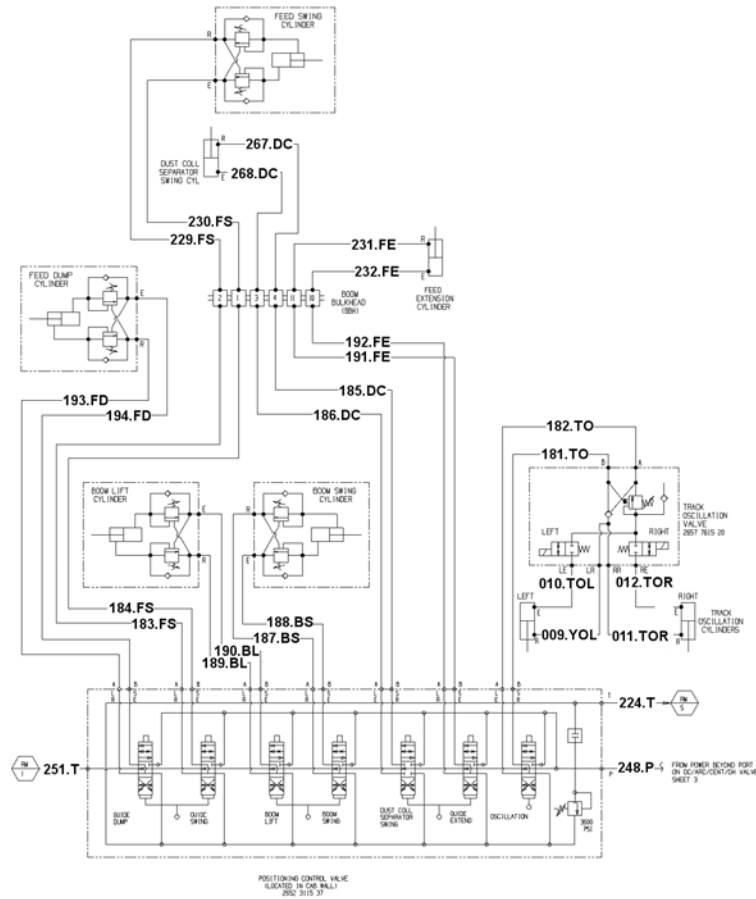 FEED SWING
CYLINDER
R
E
267.DC
R
DUST COLL
SEPARATOR
SWING CYL
E
268.DC
230.FS
229.FS
231.FE
R
232.FE
E
FEED
EXTENSION
CYLINDER
FEED DUMP
CYLINDER
E
R
2
1
3
4
11
10
BOOM
BULKHEAD
(BBH)
192.FE
191.FE
193.FD
194.FD
185.DC
186.DC
182.TO
181.TO
B
A
BOOM LIFT
CYLINDER
E
R
BOOM SWING
CYLINDER
R
E
LEFT
RIGHT
TRACK
OSCILLATION
VALVE
2657 7615 20
LE
LR
RR
RE
010.TOL
012.TOR
LEFT
E
R
RIGHT
E
R
009.YOL
011.TOR
TRACK
OSCILLATION
CYLINDERS
184.FS
183.FS
188.BS
187.BS
190.BL
189.BL
A
B
A
B
A
B
A
B
A
B
A
B
A
B
T
224.T
RM
5
RM
1
251.T
P
248.P
FROM POWER BEYOND PORT
ON DC/ARC/CENT/DH VALVE
SHEET 3
GUIDE
DUMP
GUIDE
SWING
BOOM
LIFT
BOOM
SWING
DUST COLL
SEPARATOR
SWING
GUIDE
EXTEND
OSCILLATION
3600
PSI
POSITIONING CONTROL VALVE
(LOCATED IN CAB WALL)
2652 3115 37